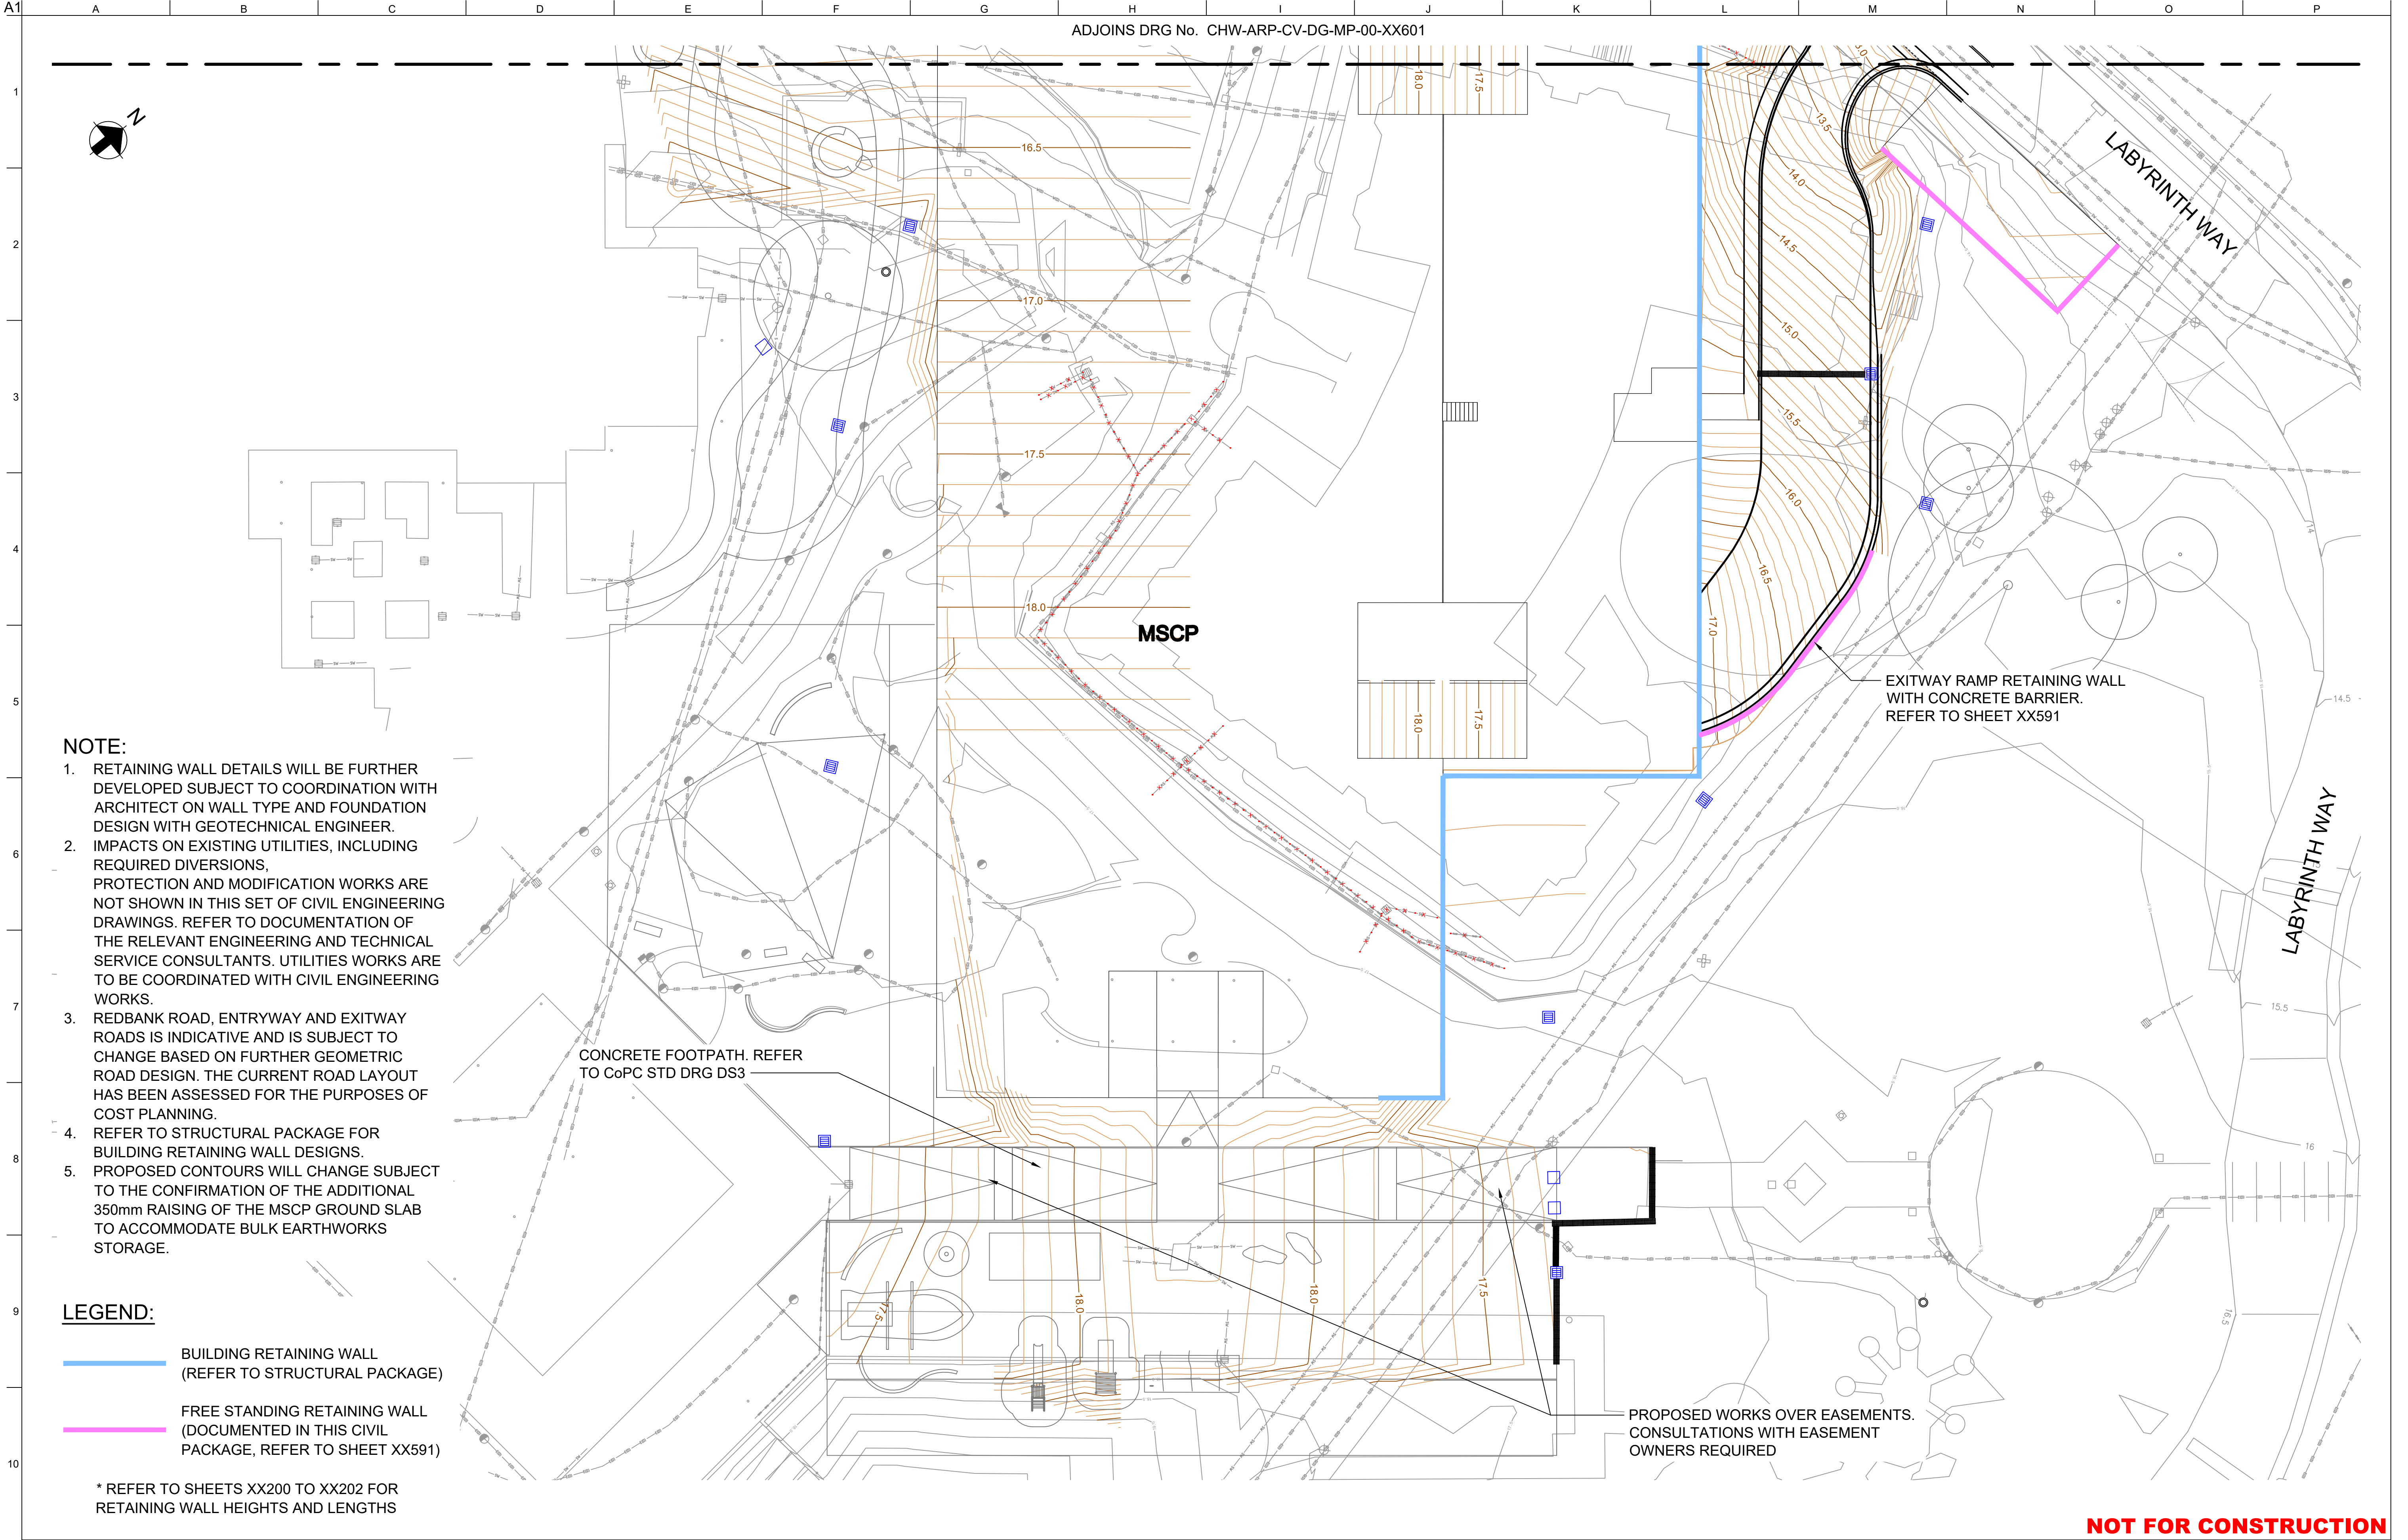 A1
A B C D E F G H I J K L M N O P
ADJOINS DRG No. CHW-ARP-CV-DG-MP-00-XX601
1
2
3
4
5
6
7
8
9
10
N
LABYRINTH WAY
LABYRINTH WAY
MSCP
16.5
17.0
17.5
18.0
18.0
17.5
18.0
17.5
13.5
14.0
14.5
15.0
15.5
16.0
16.5
17.0
14
14.5
15.5
16
16.5
17.5
18.0
18.0
17.5
EXITWAY RAMP RETAINING WALL
WITH CONCRETE BARRIER.
REFER TO SHEET XX591
CONCRETE FOOTPATH. REFER
TO CoPC STD DRG DS3
PROPOSED WORKS OVER EASEMENTS.
CONSULTATIONS WITH EASEMENT
OWNERS REQUIRED
NOTE:
1. RETAINING WALL DETAILS WILL BE FURTHER
DEVELOPED SUBJECT TO COORDINATION WITH
ARCHITECT ON WALL TYPE AND FOUNDATION
DESIGN WITH GEOTECHNICAL ENGINEER.
2. IMPACTS ON EXISTING UTILITIES, INCLUDING
REQUIRED DIVERSIONS,
PROTECTION AND MODIFICATION WORKS ARE
NOT SHOWN IN THIS SET OF CIVIL ENGINEERING
DRAWINGS. REFER TO DOCUMENTATION OF
THE RELEVANT ENGINEERING AND TECHNICAL
SERVICE CONSULTANTS. UTILITIES WORKS ARE
TO BE COORDINATED WITH CIVIL ENGINEERING
WORKS.
3. REDBANK ROAD, ENTRYWAY AND EXITWAY
ROADS IS INDICATIVE AND IS SUBJECT TO
CHANGE BASED ON FURTHER GEOMETRIC
ROAD DESIGN. THE CURRENT ROAD LAYOUT
HAS BEEN ASSESSED FOR THE PURPOSES OF
COST PLANNING.
4. REFER TO STRUCTURAL PACKAGE FOR
BUILDING RETAINING WALL DESIGNS.
5. PROPOSED CONTOURS WILL CHANGE SUBJECT
TO THE CONFIRMATION OF THE ADDITIONAL
350mm RAISING OF THE MSCP GROUND SLAB
TO ACCOMMODATE BULK EARTHWORKS
STORAGE.
LEGEND:
BUILDING RETAINING WALL
(REFER TO STRUCTURAL PACKAGE)
FREE STANDING RETAINING WALL
(DOCUMENTED IN THIS CIVIL
PACKAGE, REFER TO SHEET XX591)
* REFER TO SHEETS XX200 TO XX202 FOR
RETAINING WALL HEIGHTS AND LENGTHS
NOT FOR CONSTRUCTION